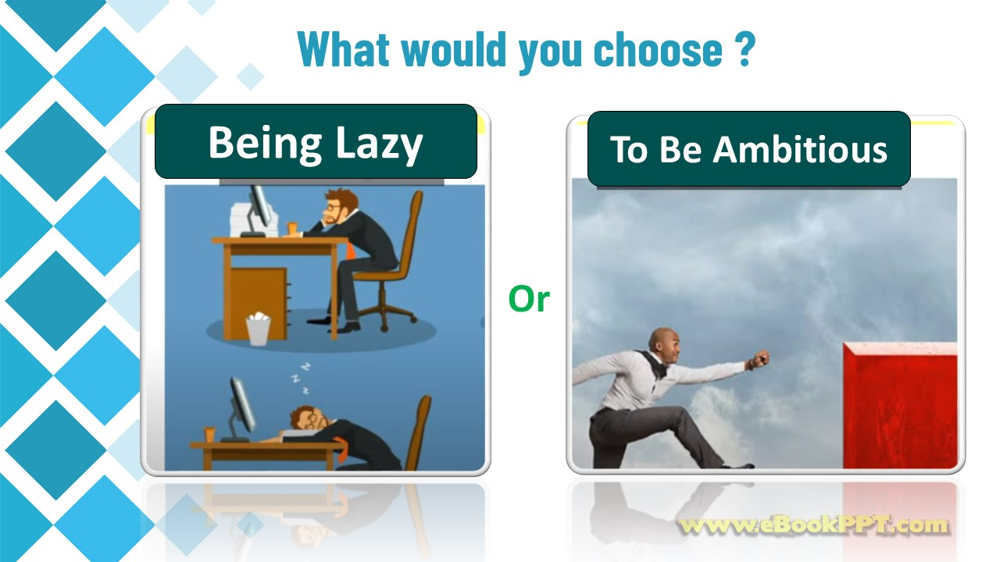 What would you choose ?
Being Lazy
To Be Ambitious
Or
z
z
z
www.eBookPPT.com